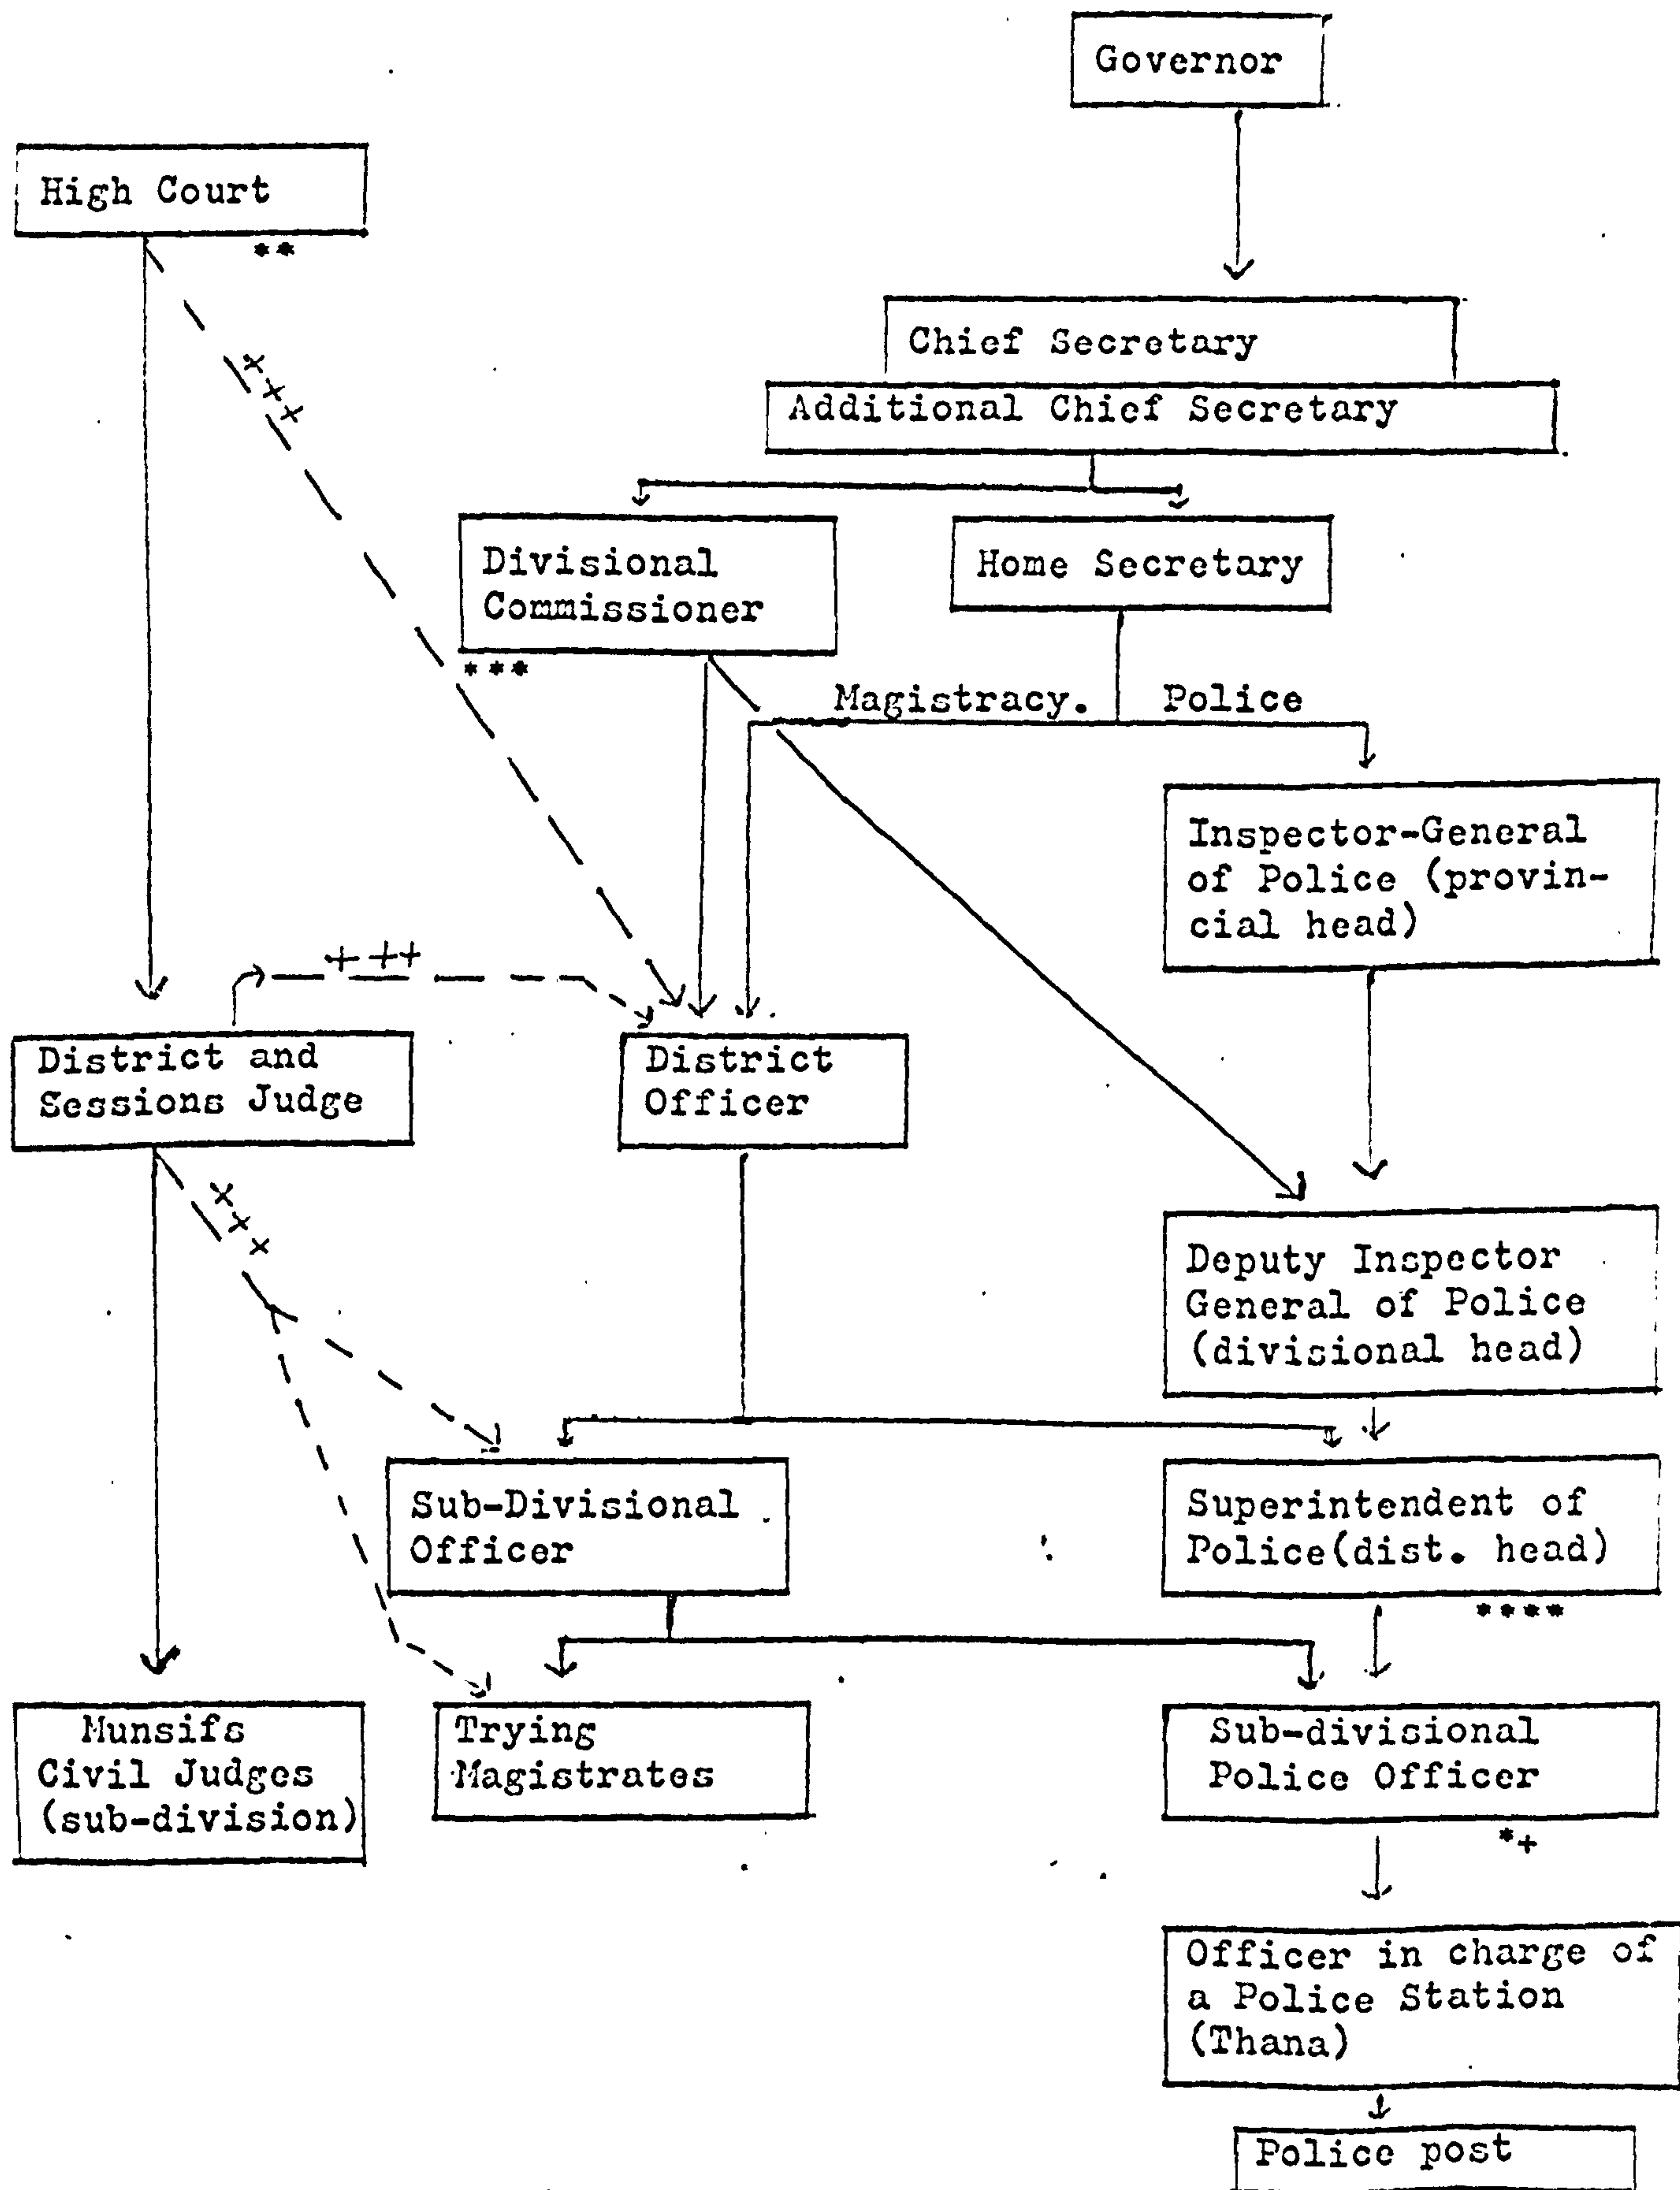 Governor
High Court
**
+++
Chief Secretary
Additional Chief Secretary
Divisional
Commissioner
***
Home Secretary
Magistracy.
Police
Inspector-General
of Police (provin-
cial head)
+++
District and
Sessions Judge
District
Officer
+++
Deputy Inspector
General of Police
(divisional head)
Sub-Divisional
Officer
Superintendent of
Police(dist. head)
****
Munsifs
Civil Judges
(sub-division)
Trying
Magistrates
Sub-divisional
Police Officer
*+
Officer in charge of
a Police Station
(Thana)
Police post